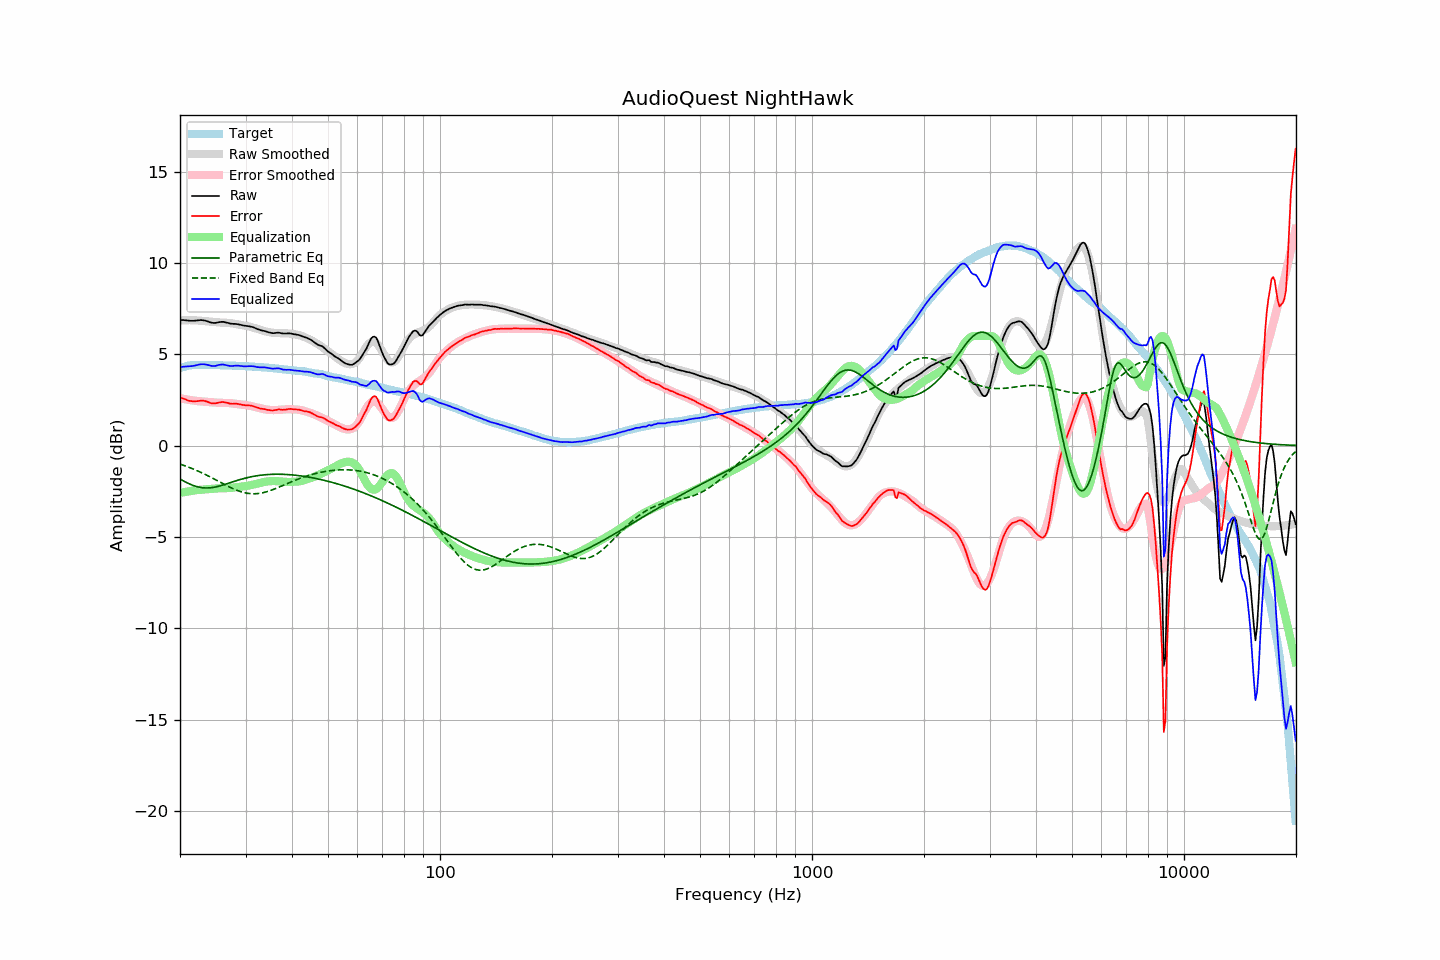 AudioQuest NightHawk
Target
Raw Smoothed
Error Smoothed
Raw
Error
Equalization
Parametric Eq
Fixed Band Eq
Equalized
15
10
5
0
−5
−10
−15
−20
Amplitude (dBr)
100
1000
10000
Frequency (Hz)